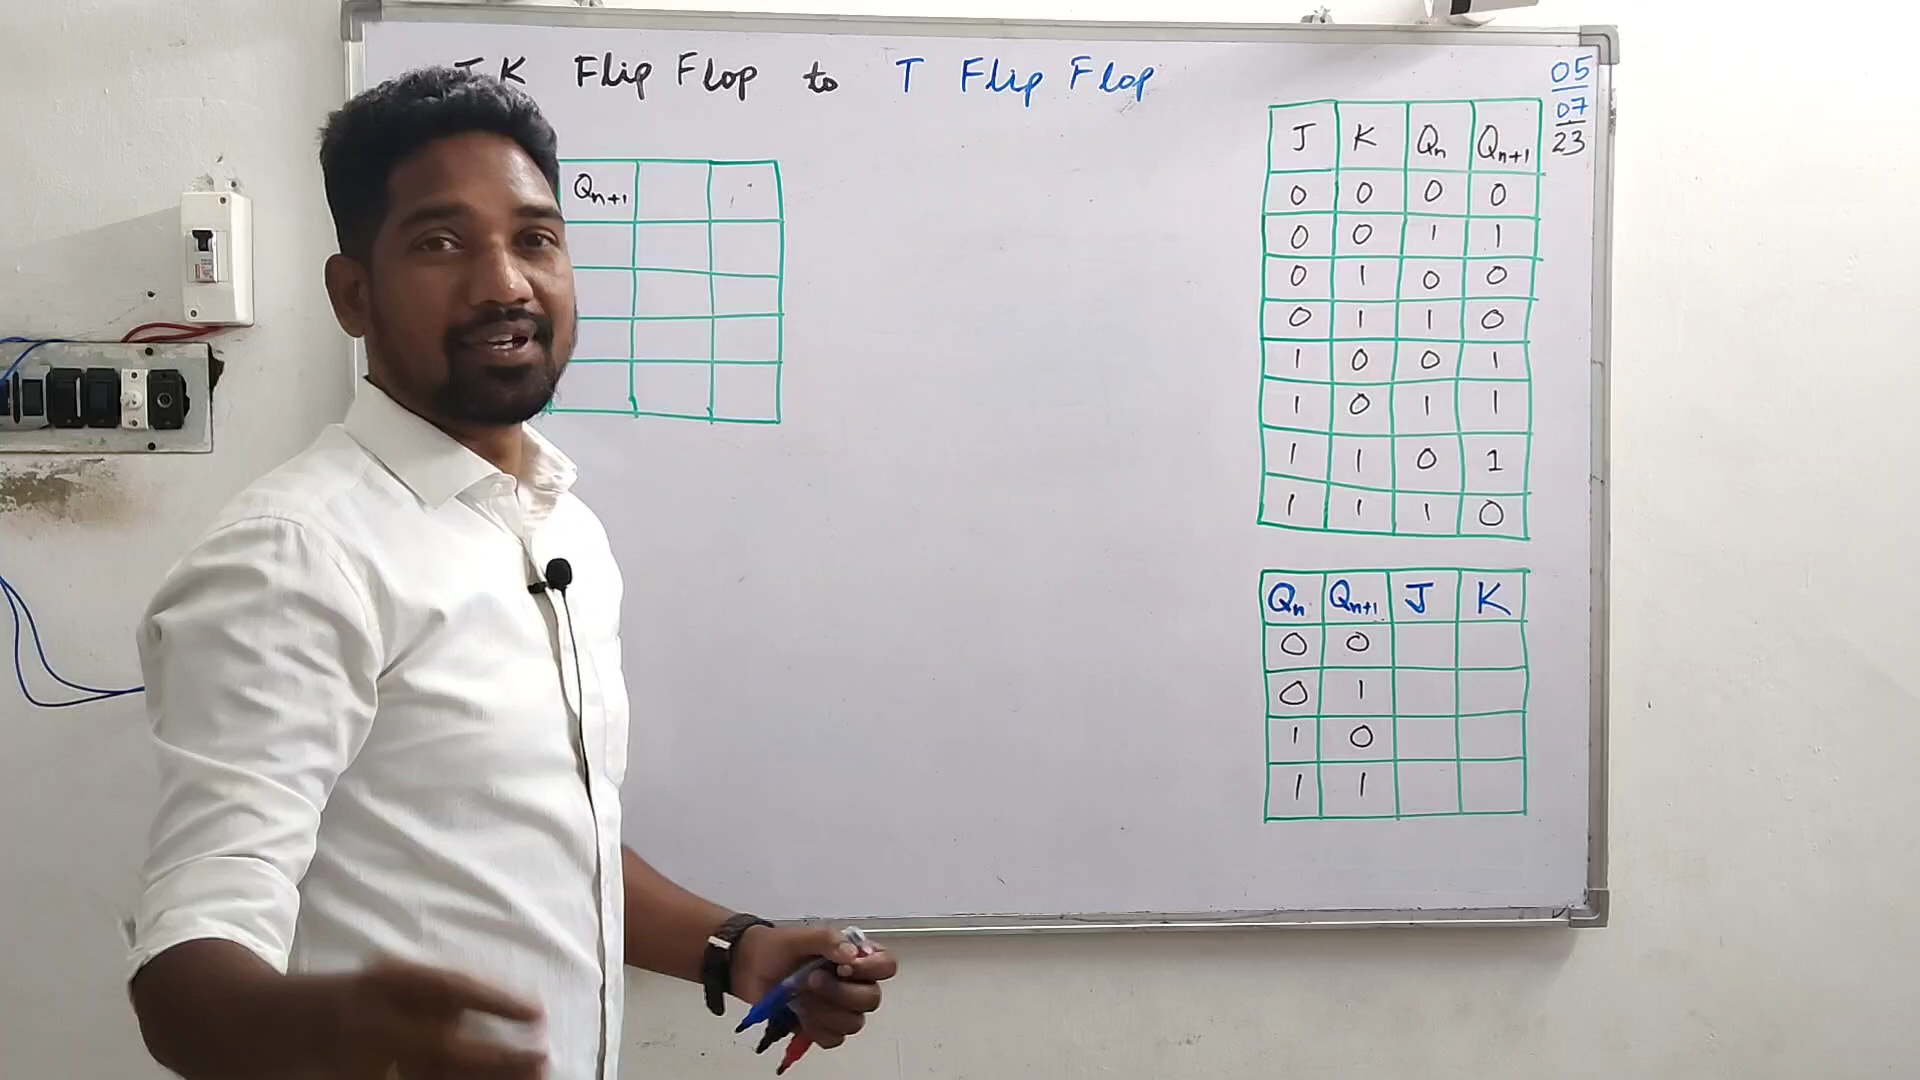 J K Flip Flop to T Flip Flop
05
07
23
Qn+1
J K Qn Qn+1
0 0 0 0
0 0 1 1
0 1 0 0
0 1 1 0
1 0 0 1
1 0 1 1
1 1 0 1
1 1 1 0
Qn Qn+1 J K
0 0
0 1
1 0
1 1